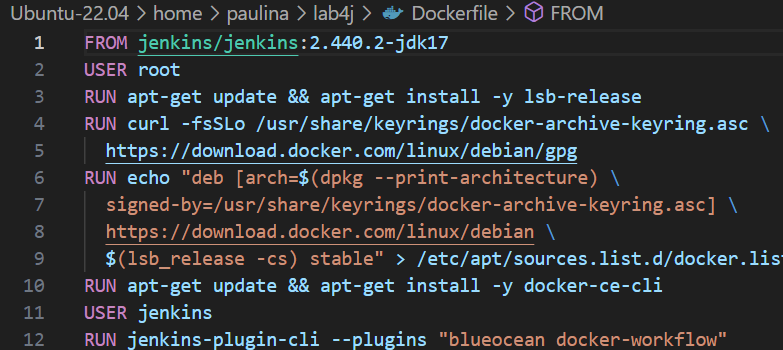 Ubuntu-22.04 > home > paulina > lab4j > Dockerfile > FROM
1 FROM jenkins/jenkins:2.440.2-jdk17
2 USER root
3 RUN apt-get update && apt-get install -y lsb-release
4 RUN curl -fsSLo /usr/share/keyrings/docker-archive-keyring.asc \
5 https://download.docker.com/linux/debian/gpg
6 RUN echo "deb [arch=$(dpkg --print-architecture) \
7 signed-by=/usr/share/keyrings/docker-archive-keyring.asc] \
8 https://download.docker.com/linux/debian \
9 $(lsb_release -cs) stable" > /etc/apt/sources.list.d/docker.list
10 RUN apt-get update && apt-get install -y docker-ce-cli
11 USER jenkins
12 RUN jenkins-plugin-cli --plugins "blueocean docker-workflow"